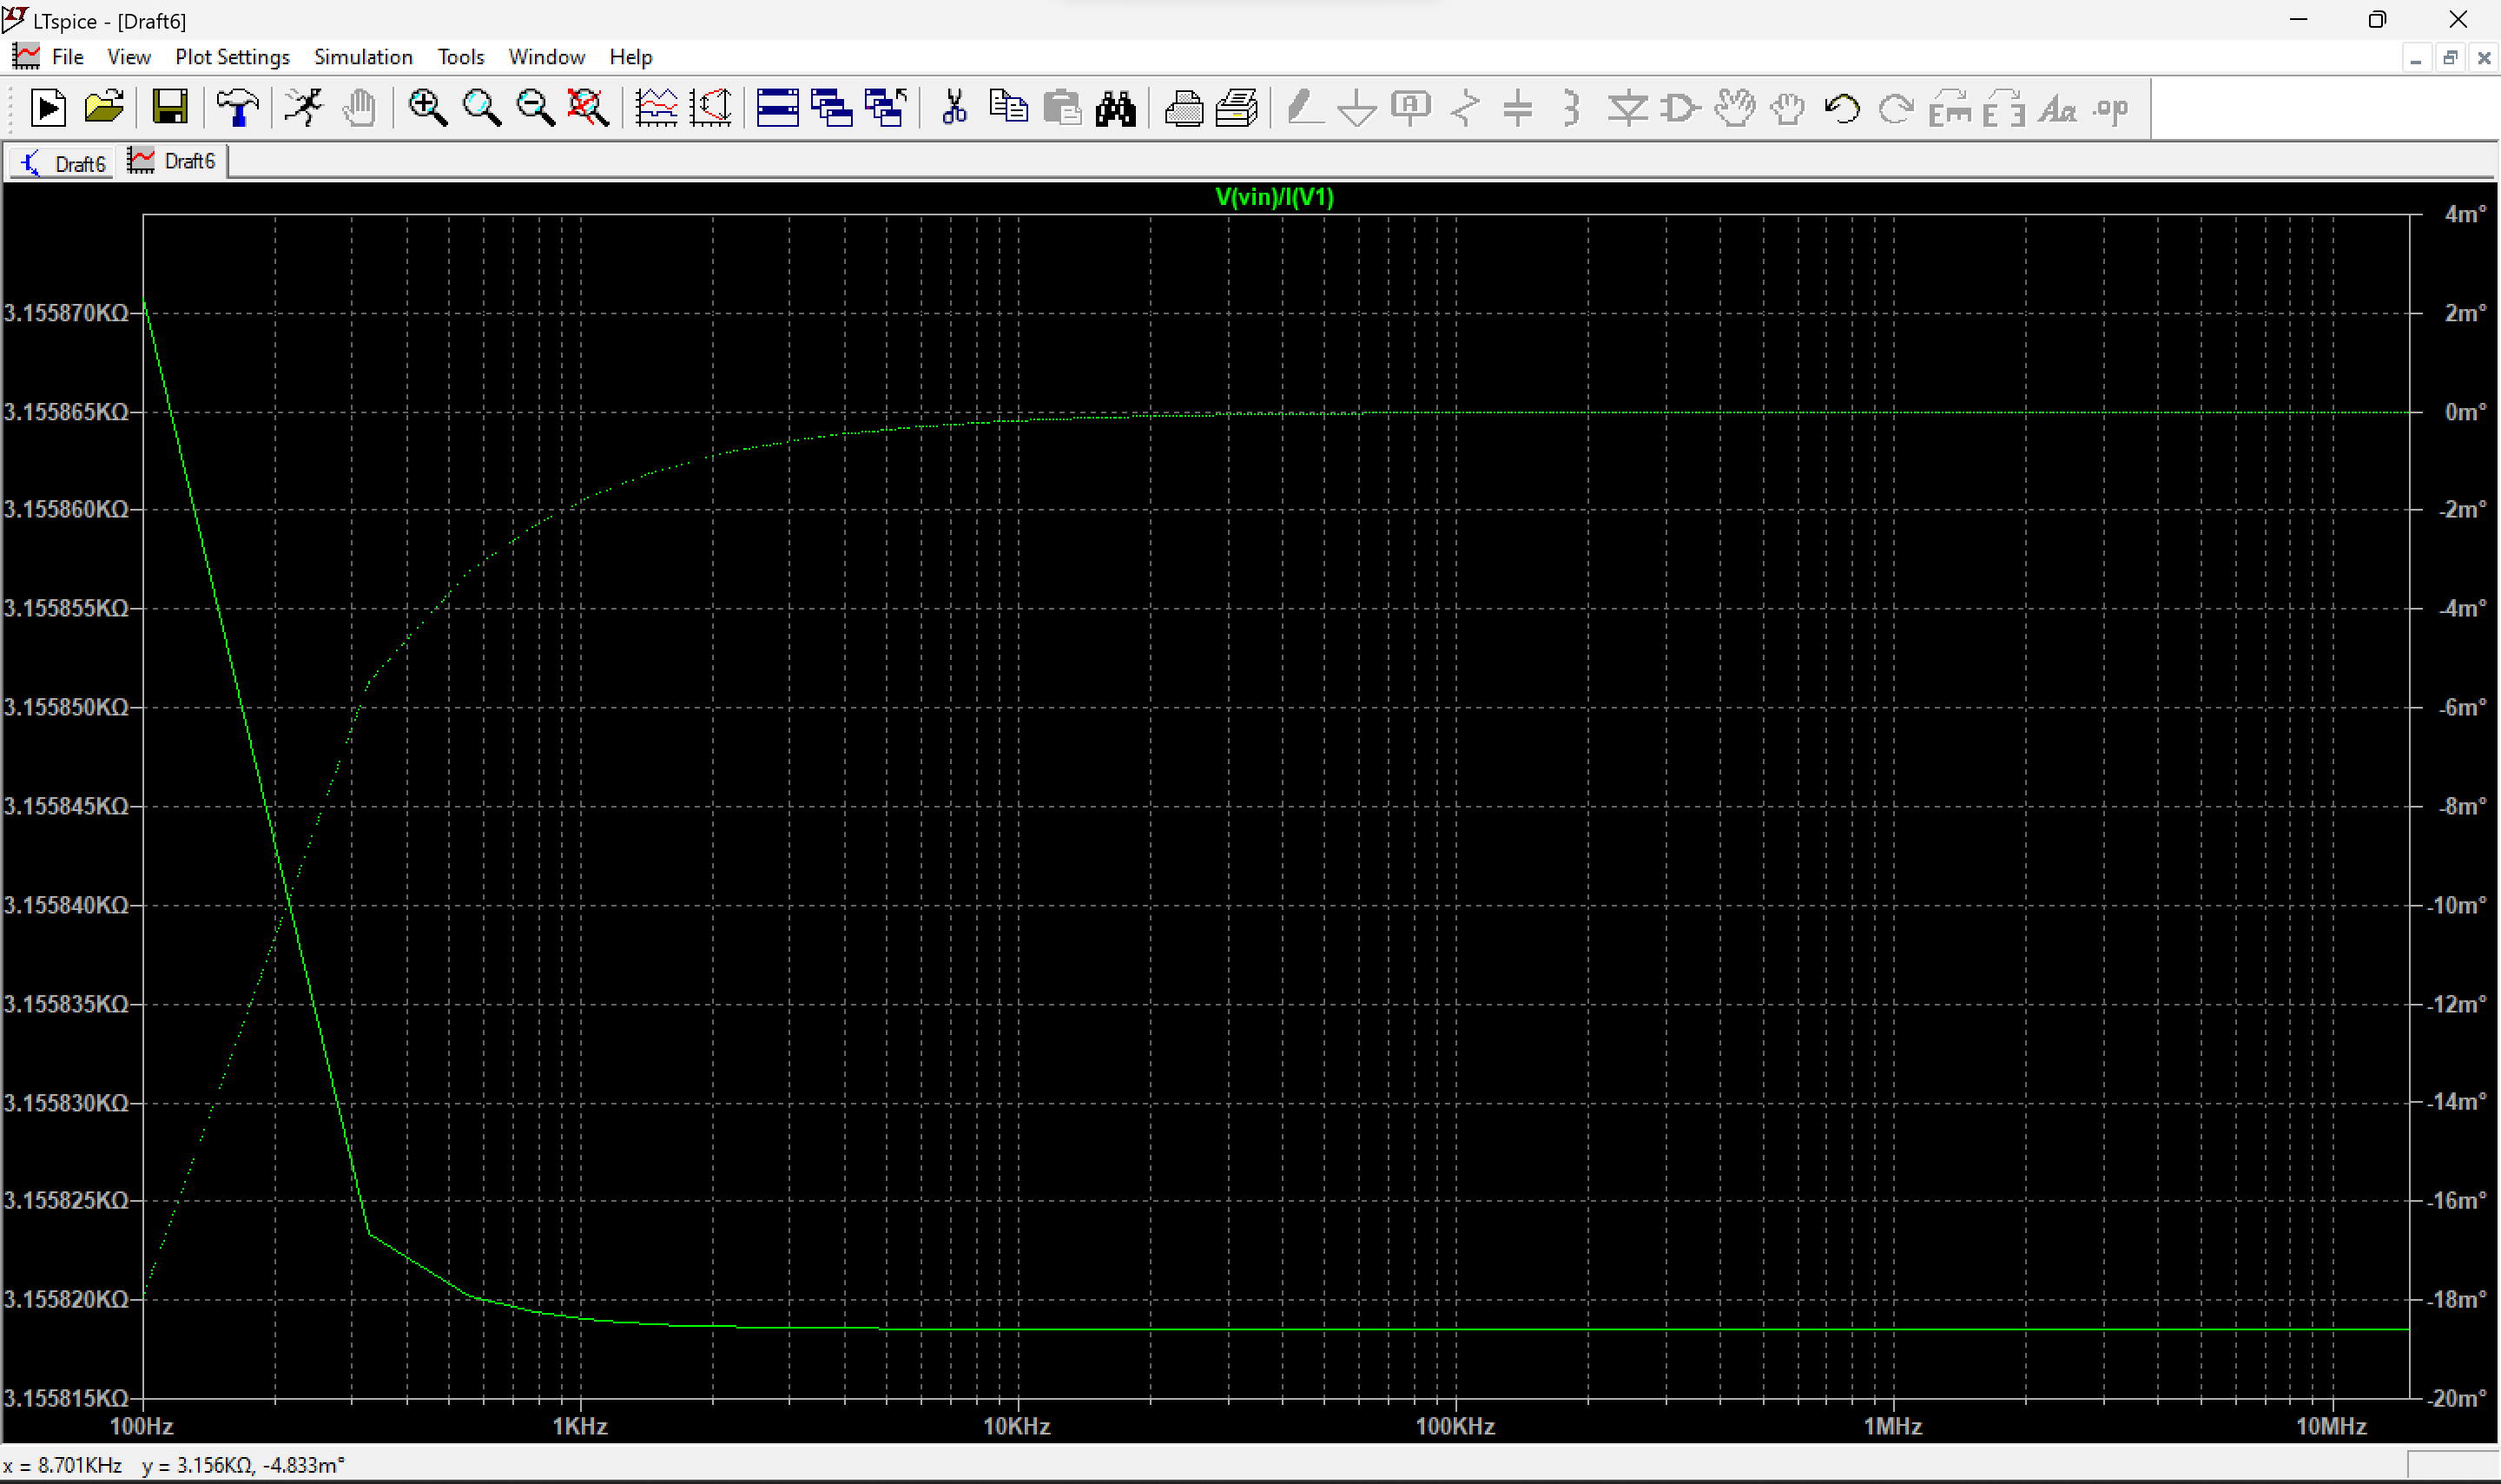 LTspice - [Draft6]
File View Plot Settings Simulation Tools Window Help
A
Aa .op
Draft6 Draft6
V(vin)/I(V1)
4m°
3.155870KΩ 2m°
3.155865KΩ 0m°
3.155860KΩ -2m°
3.155855KΩ -4m°
3.155850KΩ -6m°
3.155845KΩ -8m°
3.155840KΩ -10m°
3.155835KΩ -12m°
3.155830KΩ -14m°
3.155825KΩ -16m°
3.155820KΩ -18m°
3.155815KΩ -20m°
100Hz 1KHz 10KHz 100KHz 1MHz 10MHz
x = 8.701KHz y = 3.156KΩ, -4.833m°